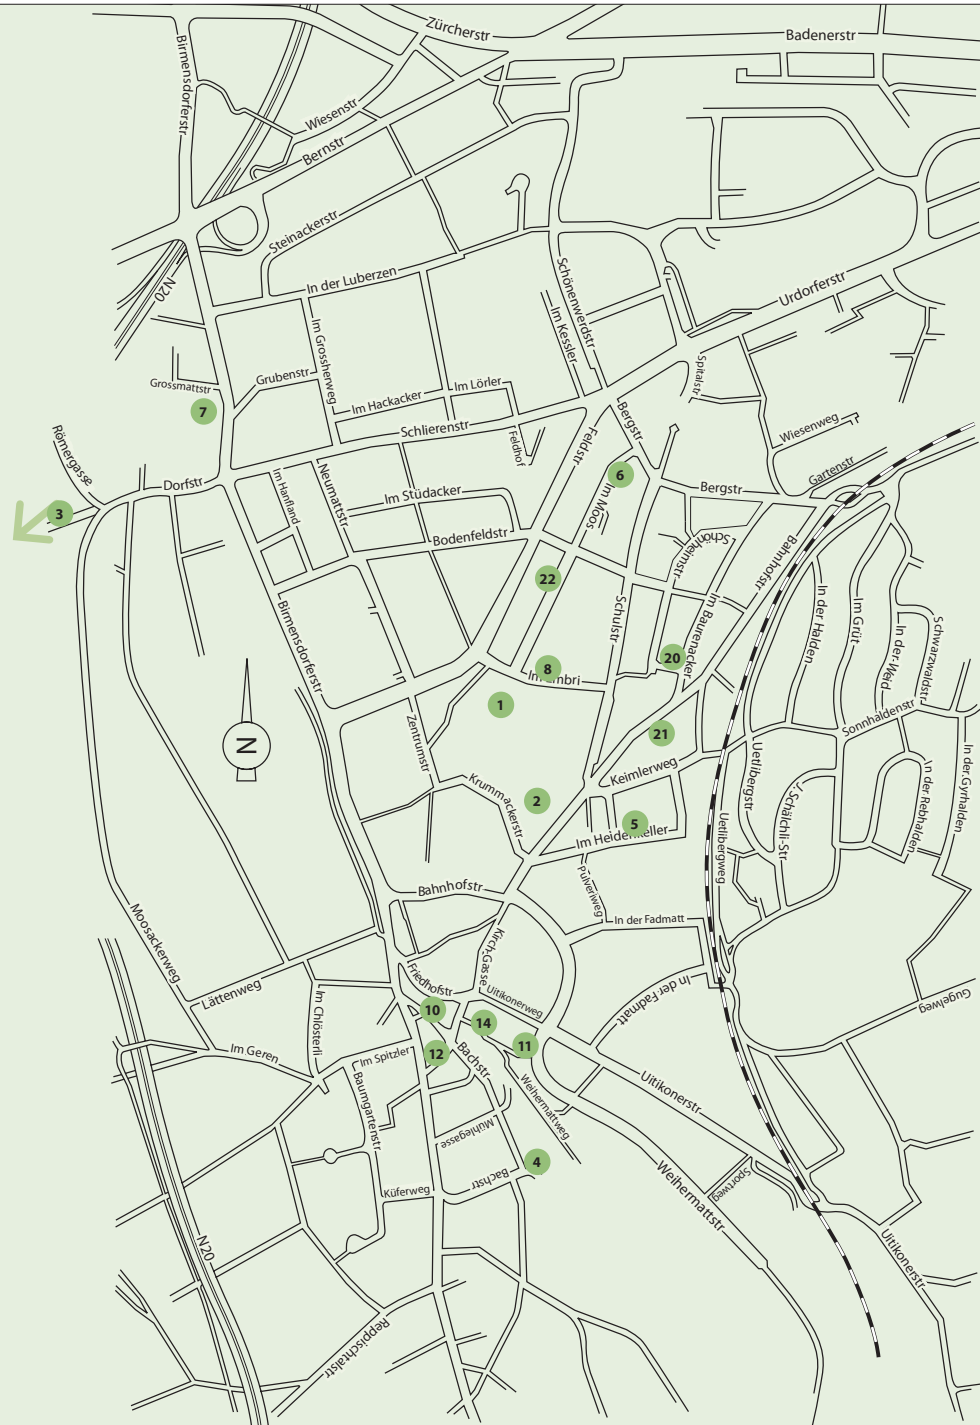 Zürcherstr
Badenerstr
Birmensdorferstr
Wiesenstr
Bernstr
Steinackerstr
N20
In der Luberzen
Schönenwerdstr
Urdorferstr
Im Kessler
Im Grossherweg
Grubenstr
Grossmattstr
7
Im Hackacker
Im Lörler
Spitalstr
Schlierenstr
Feldhof
Feldstr
Bergstr
Wiesenweg
Gartenstr
Römergasse
3
Dorfstr
Im Hanfland
Neumattstr
Im Stüdacker
Bodenfeldstr
6
Im Moos
Bergstr
Schönheimstr
Bahnhofstr
22
Birmensdorferstr
Schulstr
Im Baurenacker
In der Halden
Im Grüt
In der Weid
Schwarzwaldstr
8
20
Im Embri
1
N
Zentrumstr
21
Sonnhaldenstr
Keimlerweg
Uetlibergstr
In der Rebhalden
In der Gyrhalden
Krummackerstr
2
5
Im Heidenkeller
J.Schälchli-Str
Uetlibergweg
Bahnhofstr
Pulveriweg
In der Fadmatt
Moosackerweg
Kirch-Gasse
Friedhofstr
Lättenweg
Im Chlösterli
Uitikonerweg
In der Fadmatt
Gugelweg
10
14
11
12
Im Geren
Im Spitzler
Bachstr
Baumgartenstr
Weihermattweg
Uitikonerstr
Mühlegasse
4
Bachstr
Küferweg
Weihermattstr
Sportweg
N20
Uitikonerstr
Reppischtalstr